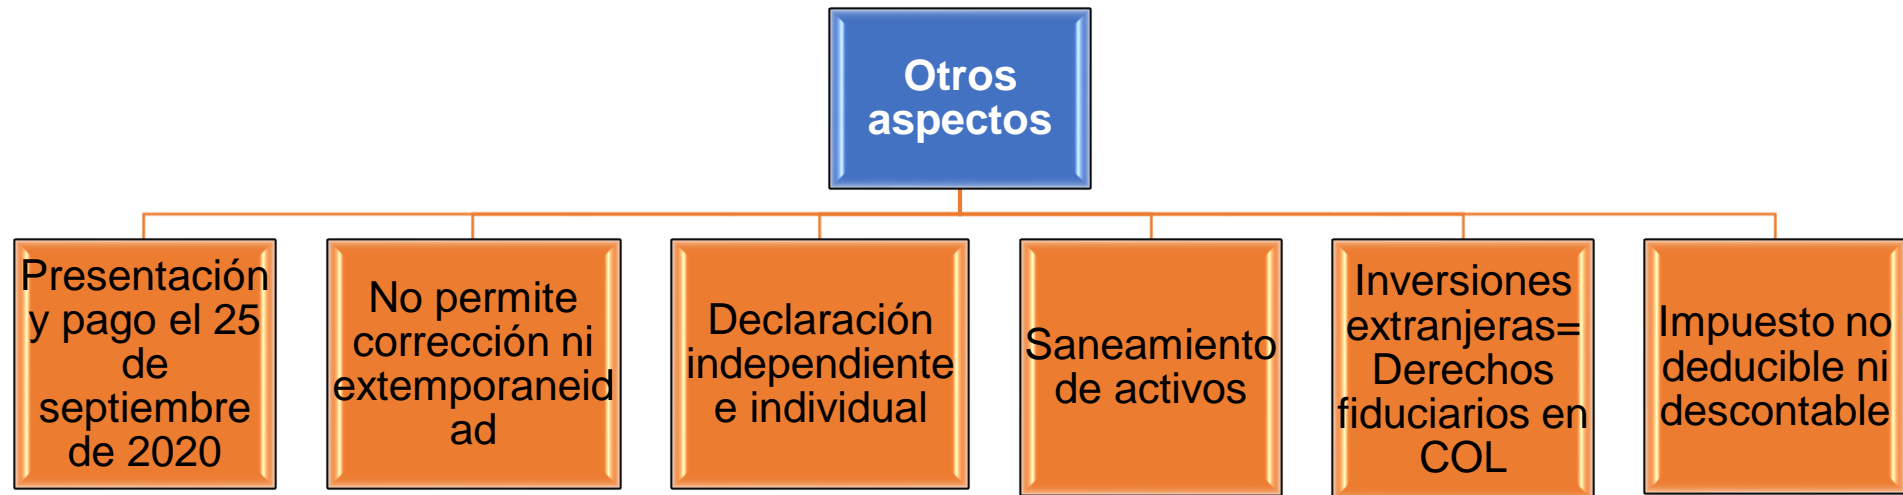 Otros
aspectos
Presentación
y pago el 25
de
septiembre
de 2020
No permite
corrección ni
extemporaneid
ad
Declaración
independiente
e individual
Saneamiento
de activos
Inversiones
extranjeras=
Derechos
fiduciarios en
COL
Impuesto no
deducible ni
descontable